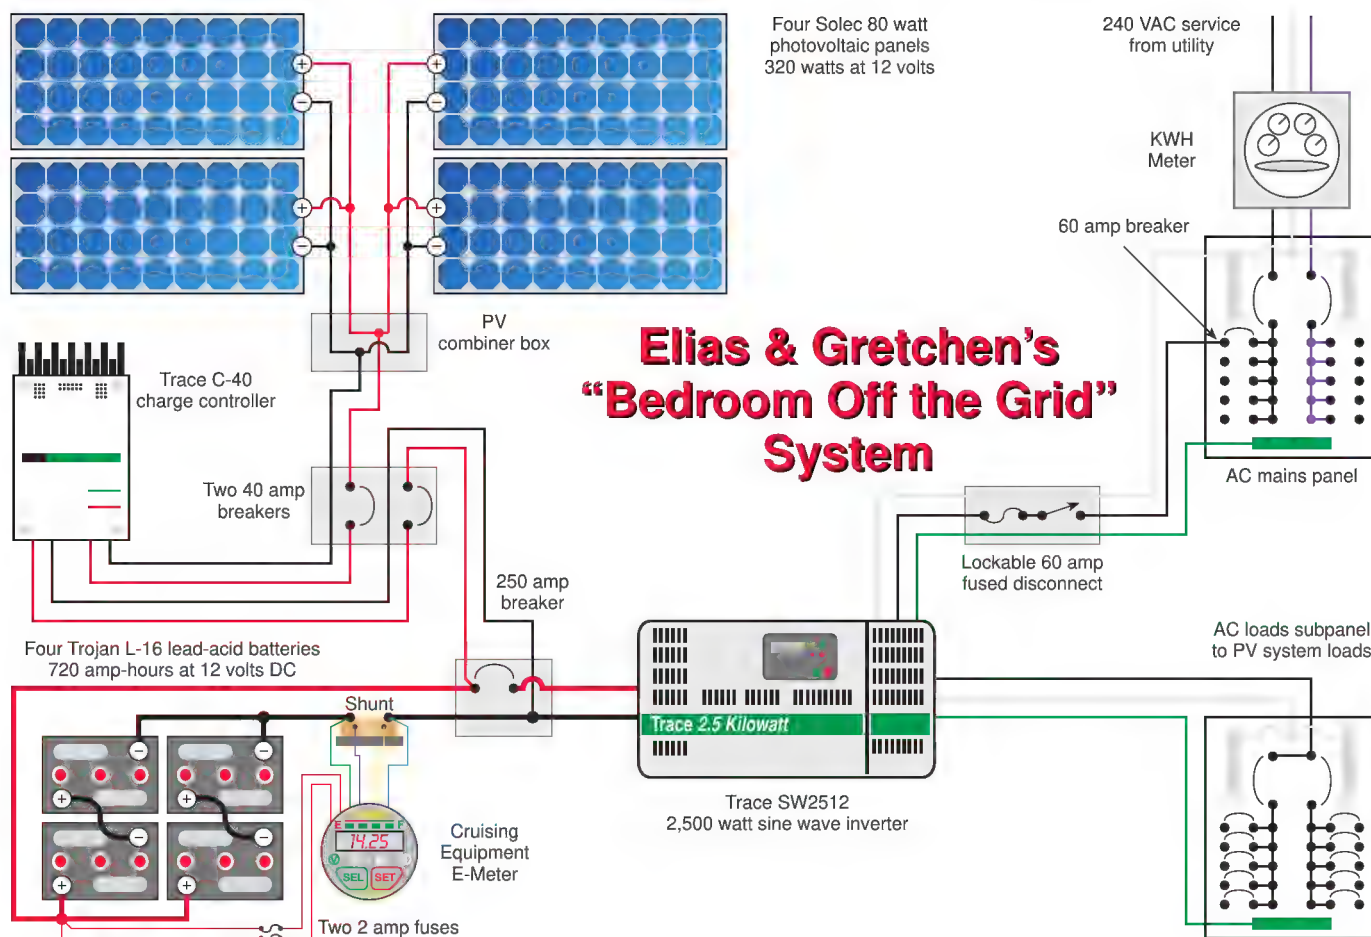 Four Solec 80 watt
photovoltaic panels
320 watts at 12 volts
240 VAC service
from utility
KWH
Meter
60 amp breaker
PV
combiner box
Elias & Gretchen's
“Bedroom Off the Grid”
System
Trace C-40
charge controller
AC mains panel
Two 40 amp
breakers
Lockable 60 amp
fused disconnect
250 amp
breaker
Four Trojan L-16 lead-acid batteries
720 amp-hours at 12 volts DC
AC loads subpanel
to PV system loads
Shunt
Trace 2.5 Kilowatt
Trace SW2512
2,500 watt sine wave inverter
E F
14.25
V
SEL SET
Cruising
Equipment
E-Meter
Two 2 amp fuses